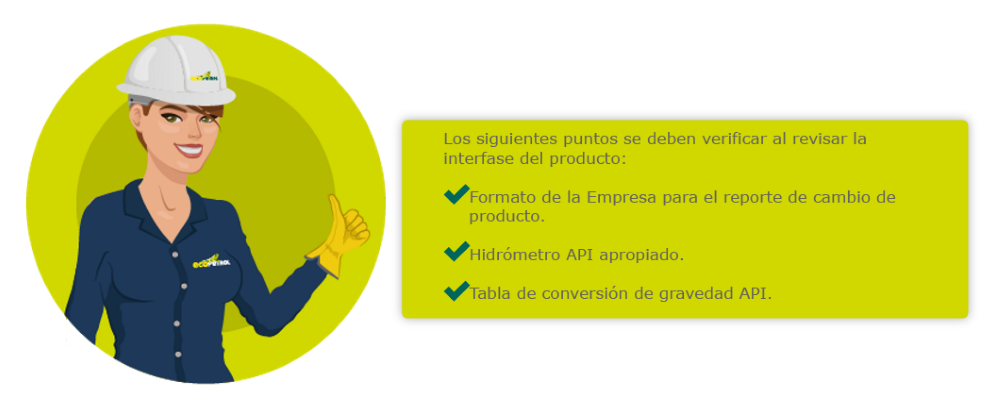 ecopetrol
ecopetrol
Los siguientes puntos se deben verificar al revisar la
interfase del producto:
Formato de la Empresa para el reporte de cambio de
producto.
Hidrómetro API apropiado.
Tabla de conversión de gravedad API.